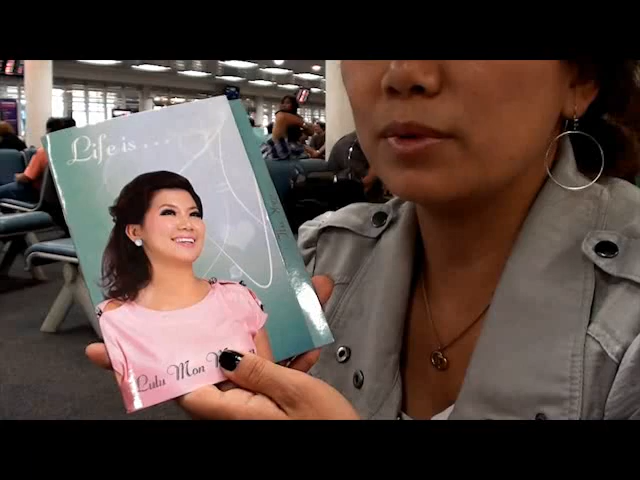 Life is . . .
Lulu Mon